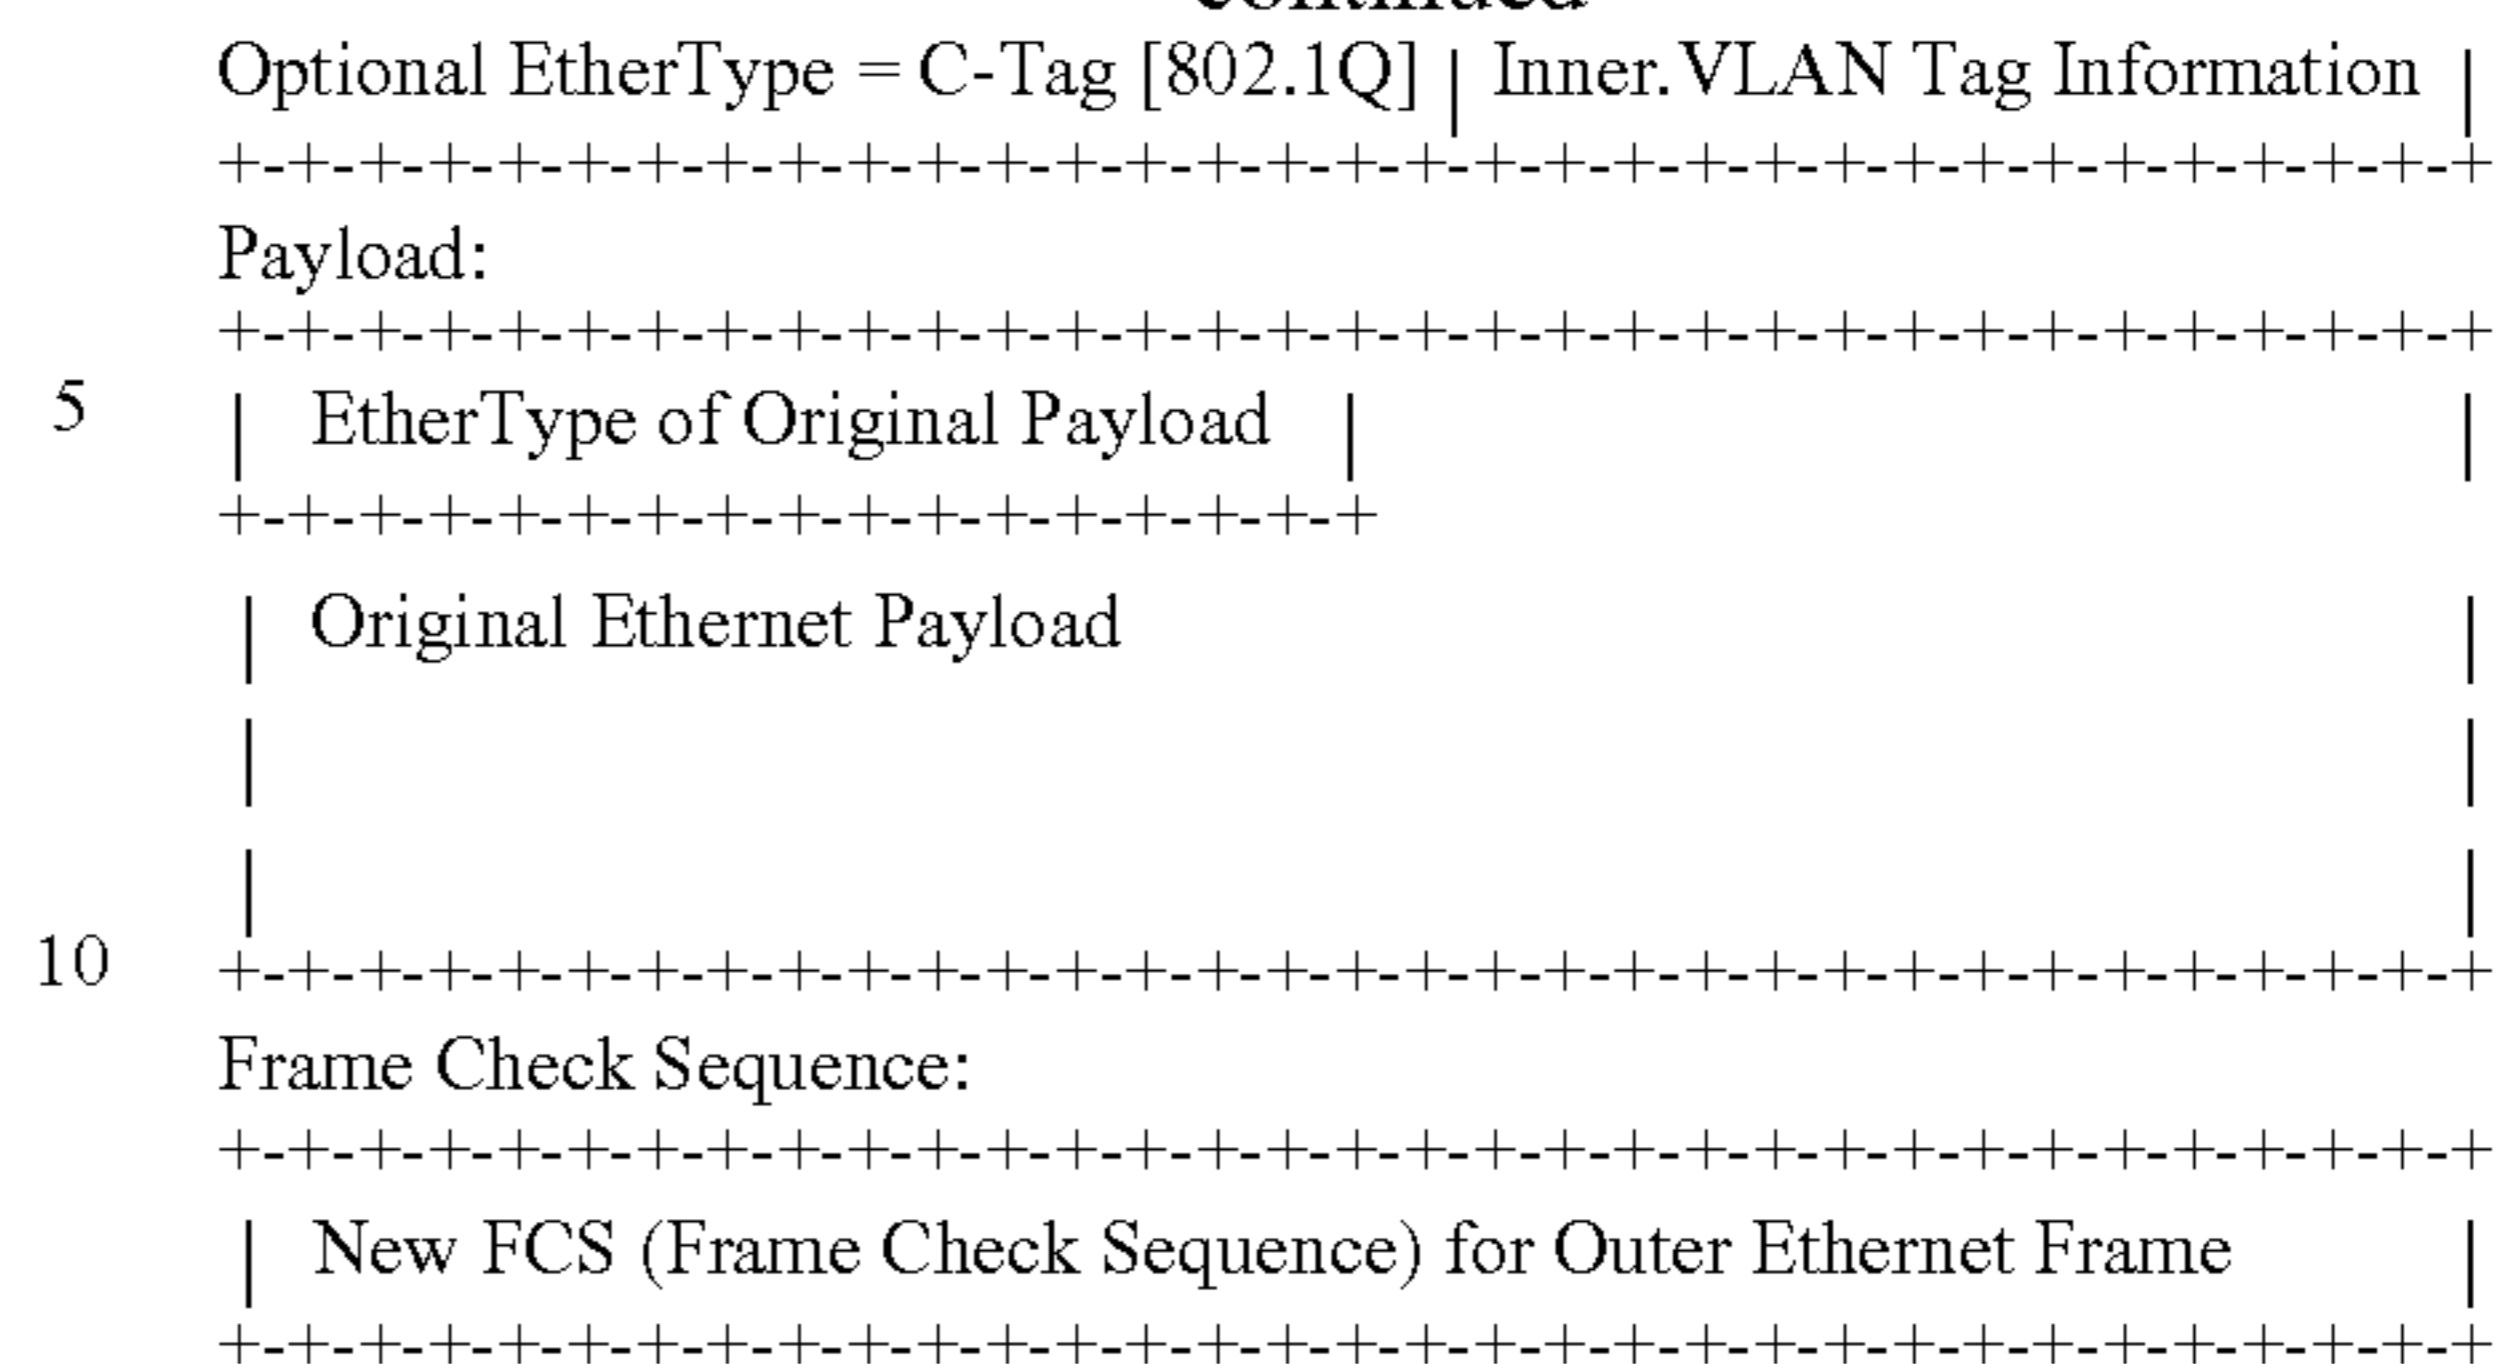 Optional EtherType = C-Tag [802.1Q] | Inner.VLAN Tag Information |
+-+-+-+-+-+-+-+-+-+-+-+-+-+-+-+-+-+-+-+-+-+-+-+-+-+-+-+-+-+-+-+-+
Payload:
+-+-+-+-+-+-+-+-+-+-+-+-+-+-+-+-+-+-+-+-+-+-+-+-+-+-+-+-+-+-+-+-+
5 | EtherType of Original Payload | |
+-+-+-+-+-+-+-+-+-+-+-+-+-+-+-+-+
| Original Ethernet Payload |
| |
| |
10 +-+-+-+-+-+-+-+-+-+-+-+-+-+-+-+-+-+-+-+-+-+-+-+-+-+-+-+-+-+-+-+-+
Frame Check Sequence:
+-+-+-+-+-+-+-+-+-+-+-+-+-+-+-+-+-+-+-+-+-+-+-+-+-+-+-+-+-+-+-+-+
| New FCS (Frame Check Sequence) for Outer Ethernet Frame |
+-+-+-+-+-+-+-+-+-+-+-+-+-+-+-+-+-+-+-+-+-+-+-+-+-+-+-+-+-+-+-+-+